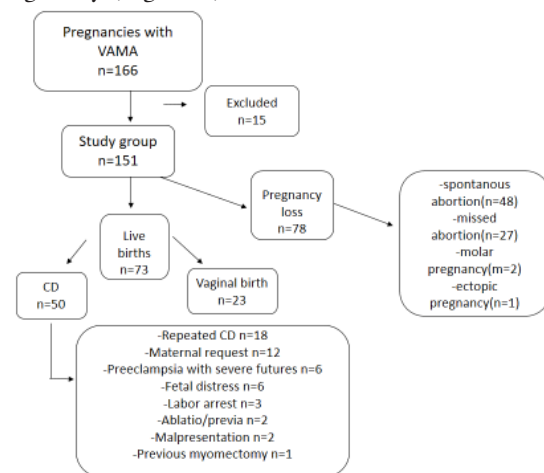 Pregnancies with
VAMA
n=166
Excluded
n=15
Study group
n=151
Pregnancy
loss
n=78
-spontanous
abortion(n=48)
-missed
abortion(n=27)
-molar
pregnancy(m=2)
-ectopic
pregnancy(n=1)
Live
births
n=73
CD
n=50
Vaginal birth
n=23
-Repeated CD n=18
-Maternal request n=12
-Preeclampsia with severe futures n=6
-Fetal distress n=6
-Labor arrest n=3
-Ablatio/previa n=2
-Malpresentation n=2
-Previous myomectomy n=1